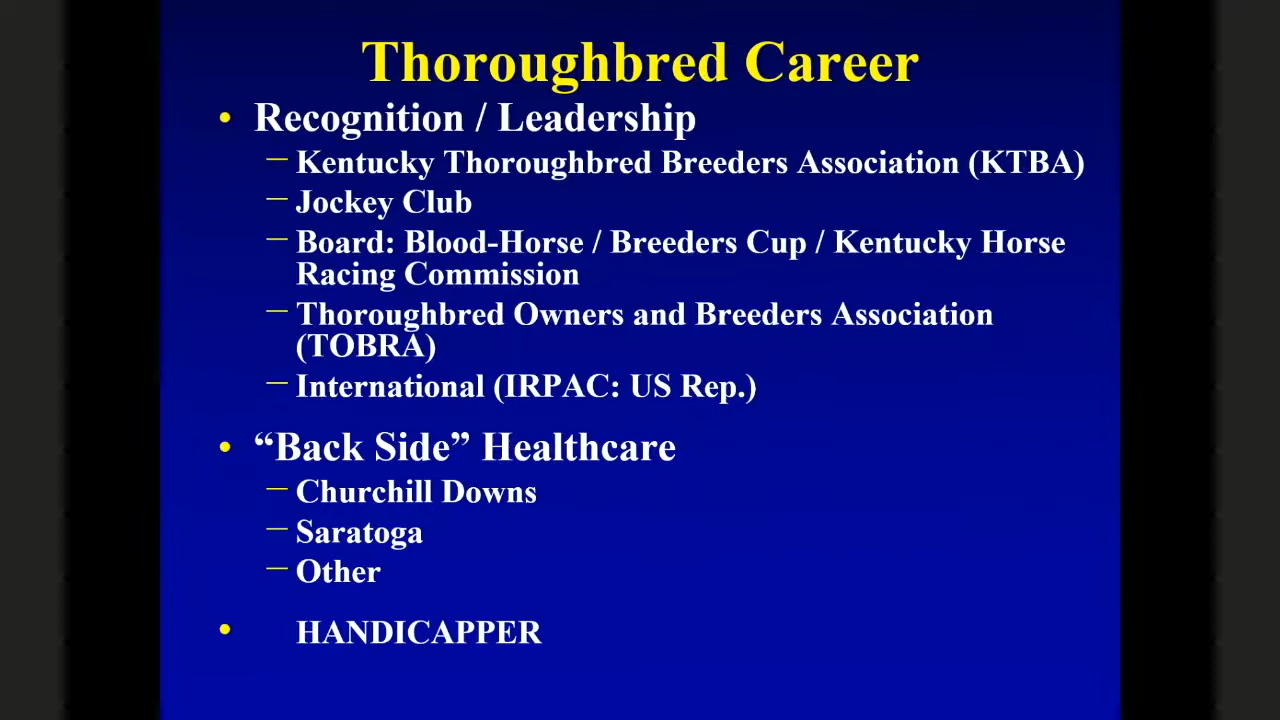 Thoroughbred Career
• Recognition / Leadership
– Kentucky Thoroughbred Breeders Association (KTBA)
– Jockey Club
– Board: Blood-Horse / Breeders Cup / Kentucky Horse
Racing Commission
– Thoroughbred Owners and Breeders Association
(TOBRA)
– International (IRPAC: US Rep.)
• “Back Side” Healthcare
– Churchill Downs
– Saratoga
– Other
• HANDICAPPER